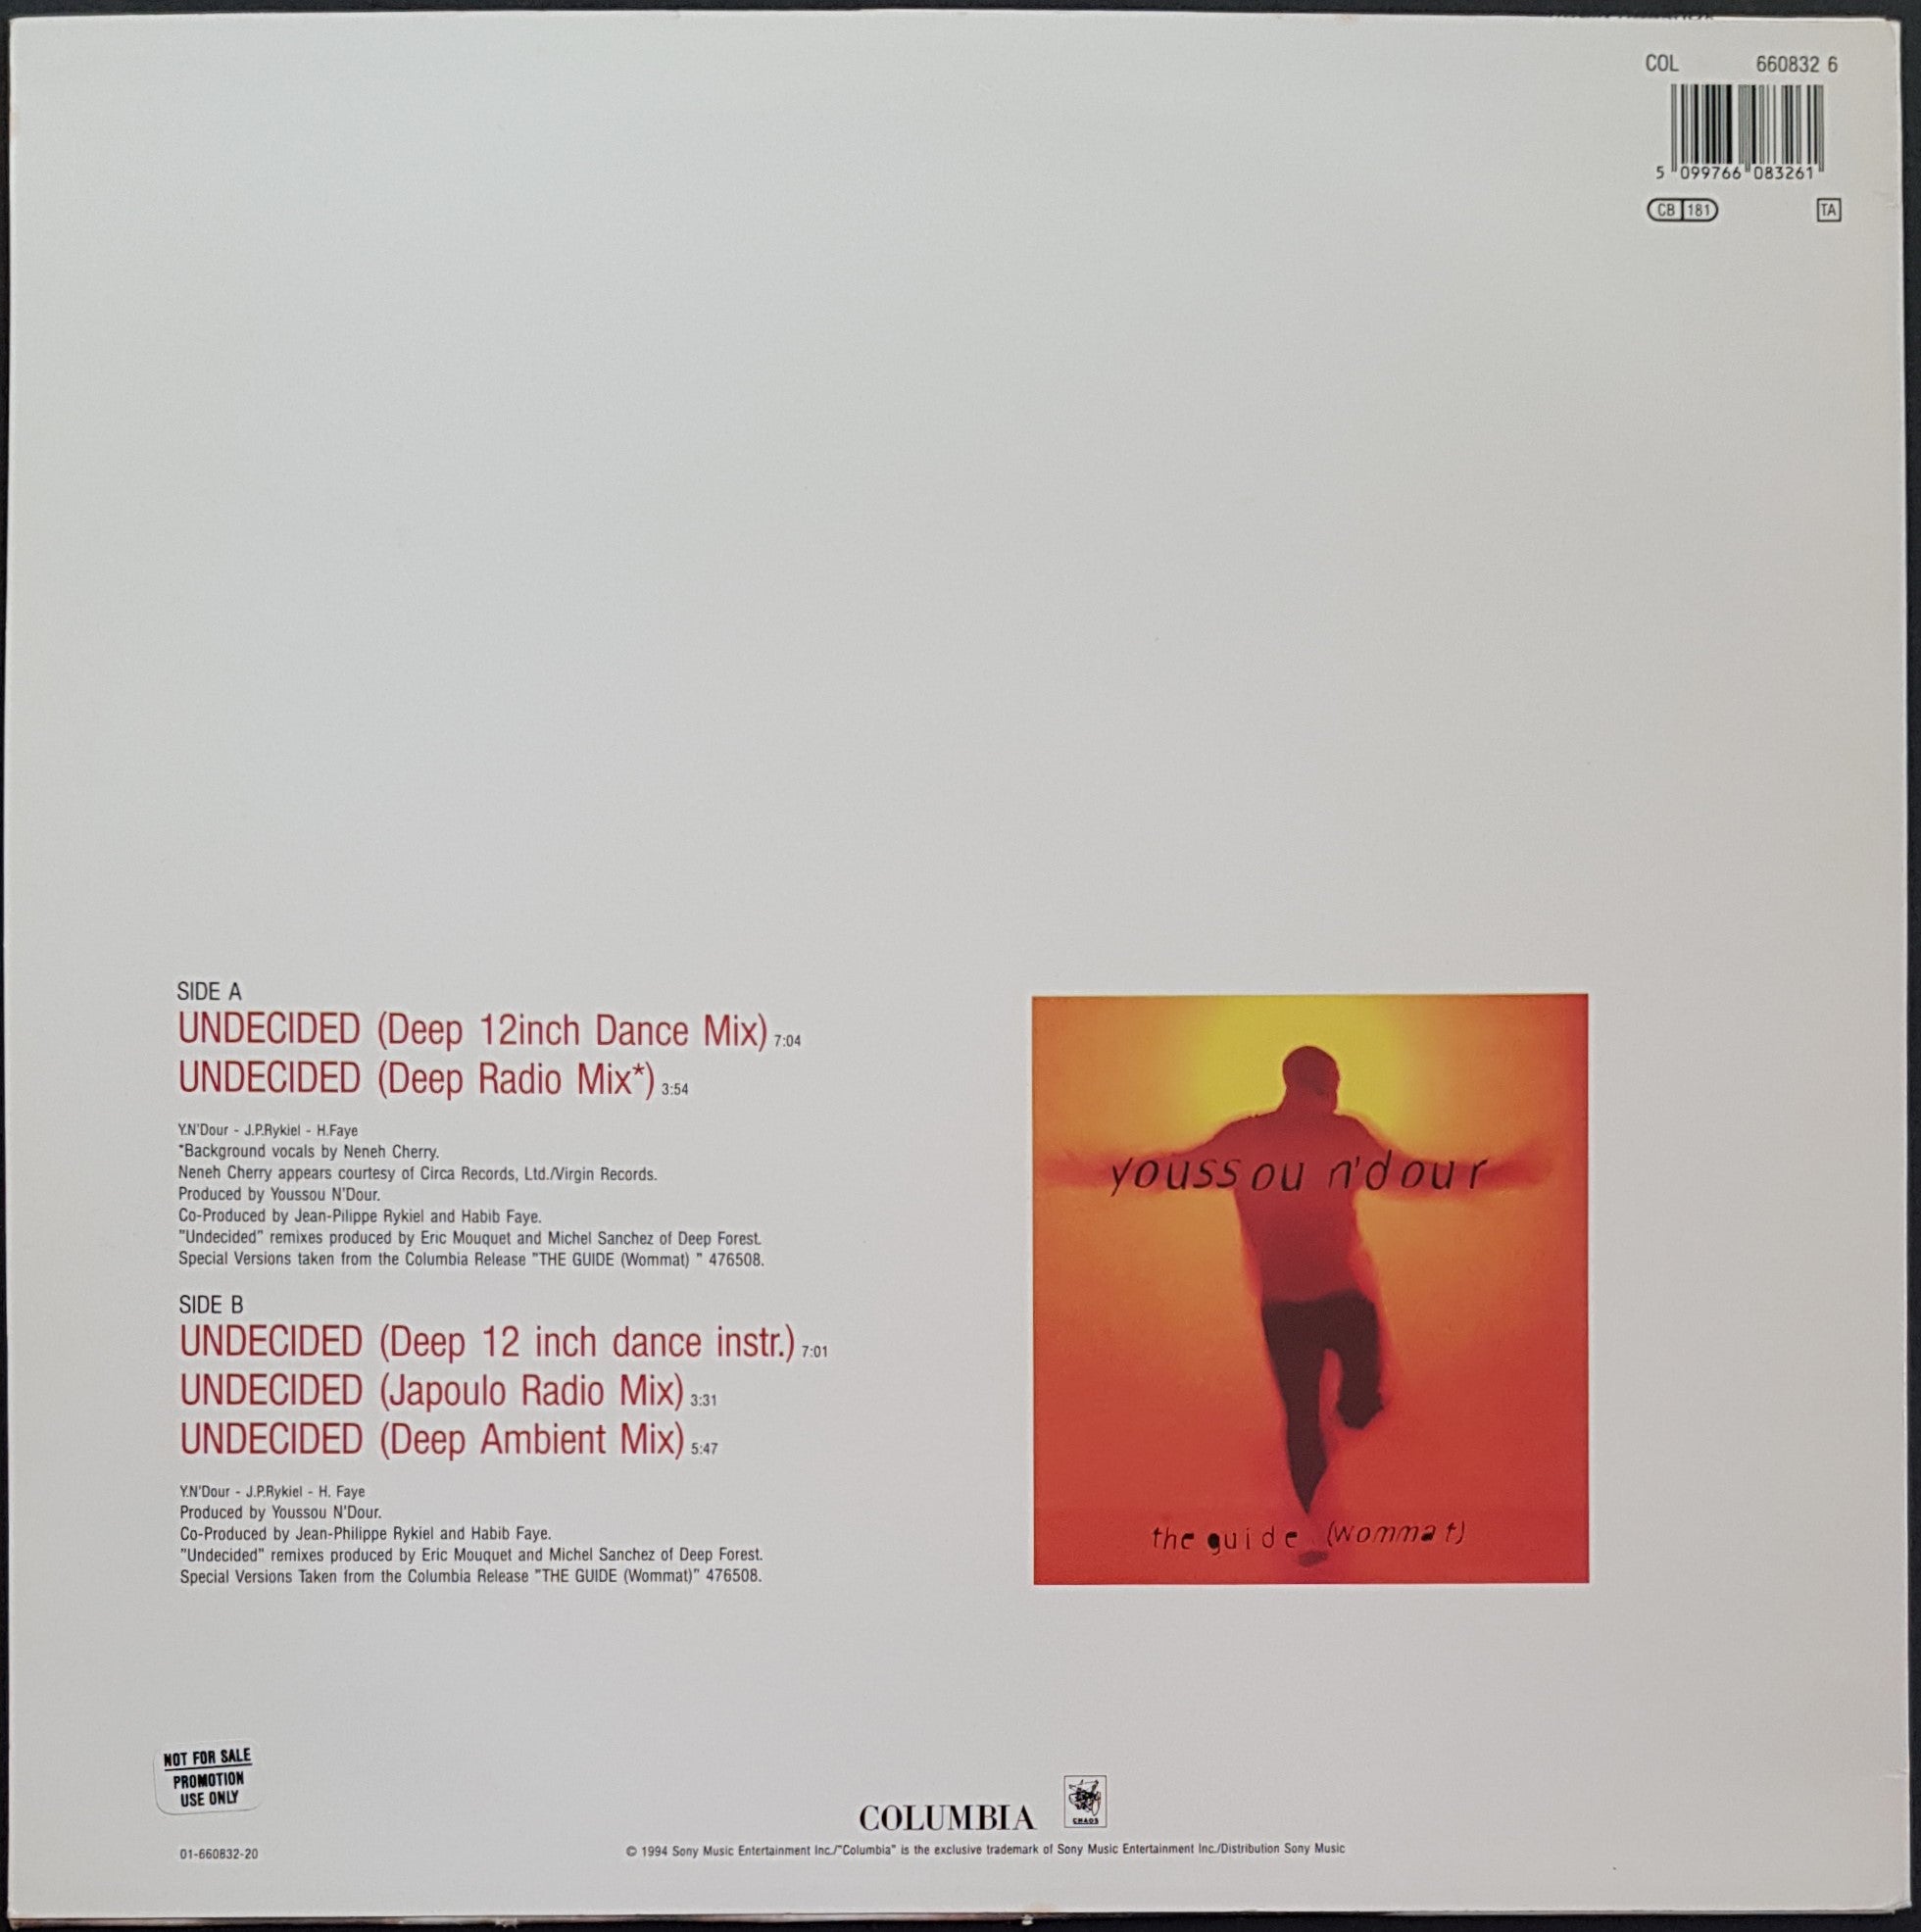 COL 660832 6
5 099766 083261
CB 181 TA
SIDE A
UNDECIDED (Deep 12inch Dance Mix) 7:04
UNDECIDED (Deep Radio Mix*) 3:54
Y.N'Dour - J.P.Rykiel - H.Faye
*Background vocals by Neneh Cherry.
Neneh Cherry appears courtesy of Circa Records, Ltd./Virgin Records.
Produced by Youssou N'Dour.
Co-Produced by Jean-Pilippe Rykiel and Habib Faye.
"Undecided" remixes produced by Eric Mouquet and Michel Sanchez of Deep Forest.
Special Versions taken from the Columbia Release "THE GUIDE (Wommat) " 476508.
SIDE B
UNDECIDED (Deep 12 inch dance instr.) 7:01
UNDECIDED (Japoulo Radio Mix) 3:31
UNDECIDED (Deep Ambient Mix) 5:47
Y.N'Dour - J.P.Rykiel - H. Faye
Produced by Youssou N'Dour.
Co-Produced by Jean-Philippe Rykiel and Habib Faye.
"Undecided" remixes produced by Eric Mouquet and Michel Sanchez of Deep Forest.
Special Versions Taken from the Columbia Release "THE GUIDE (Wommat)" 476508.
youssou n'dour
the guide (wommat)
NOT FOR SALE
PROMOTION
USE ONLY
COLUMBIA
CHAOS
01-660832-20
© 1994 Sony Music Entertainment Inc./"Columbia" is the exclusive trademark of Sony Music Entertainment Inc./Distribution Sony Music